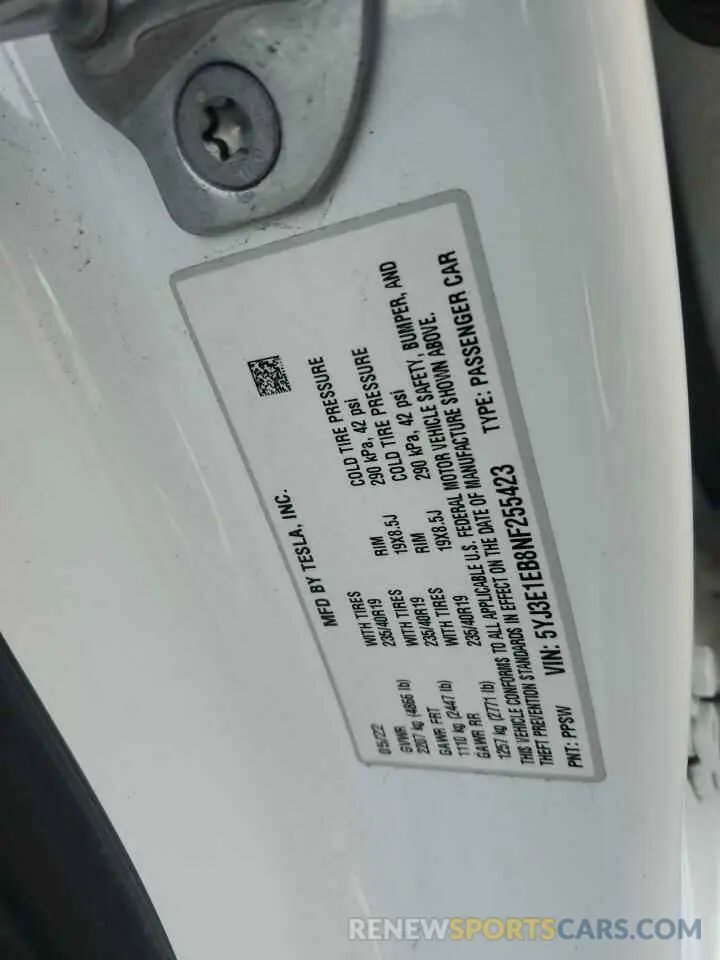 MFD BY TESLA, INC.
05/22
GVWR WITH TIRES RIM COLD TIRE PRESSURE
2207 kg (4866 lb) 235/40R19 19X8.5J 290 kPa, 42 psi
GAWR FRT WITH TIRES RIM COLD TIRE PRESSURE
1110 kg (2447 lb) 235/40R19 19X8.5J 290 kPa, 42 psi
GAWR RR WITH TIRES RIM COLD TIRE PRESSURE
1257 kg (2771 lb) 235/40R19 19X8.5J 290 kPa, 42 psi
THIS VEHICLE CONFORMS TO ALL APPLICABLE U.S. FEDERAL MOTOR VEHICLE SAFETY, BUMPER, AND
THEFT PREVENTION STANDARDS IN EFFECT ON THE DATE OF MANUFACTURE SHOWN ABOVE.
PNT: PPSW VIN: 5YJ3E1EB8NF255423 TYPE: PASSENGER CAR
RENEWSPORTSCARS.COM